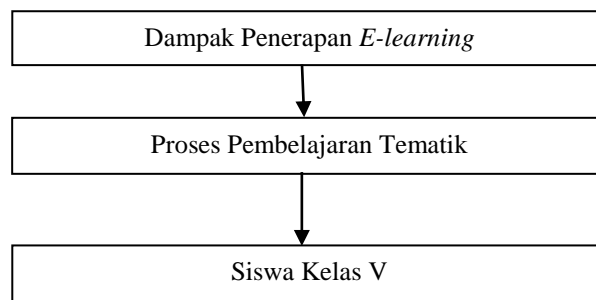 Dampak Penerapan E-learning
Proses Pembelajaran Tematik
Siswa Kelas V